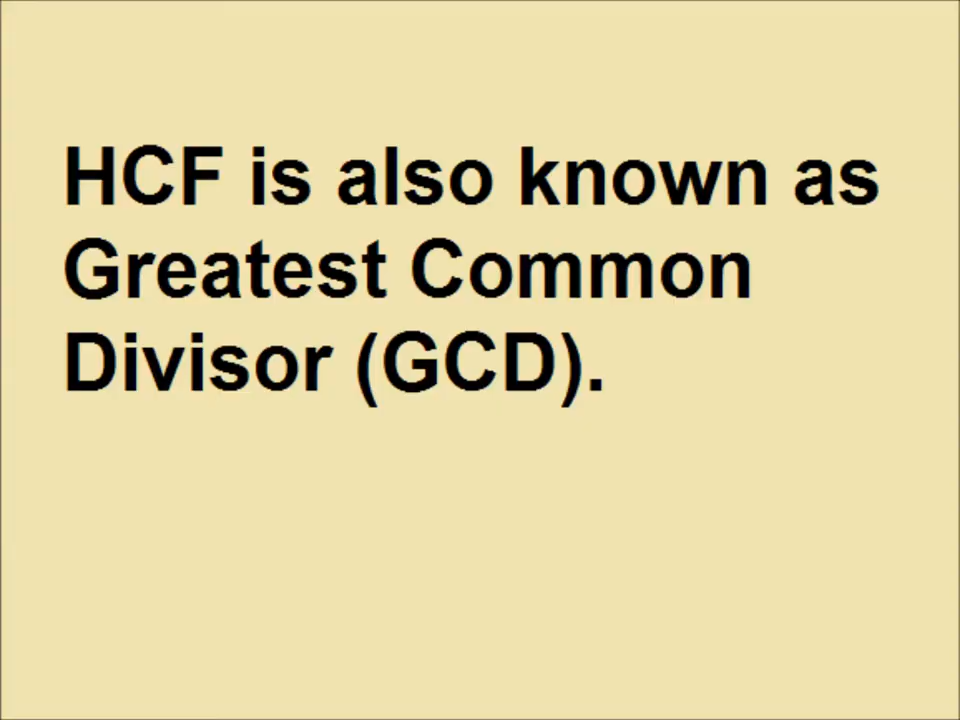 HCF is also known as
Greatest Common
Divisor (GCD).